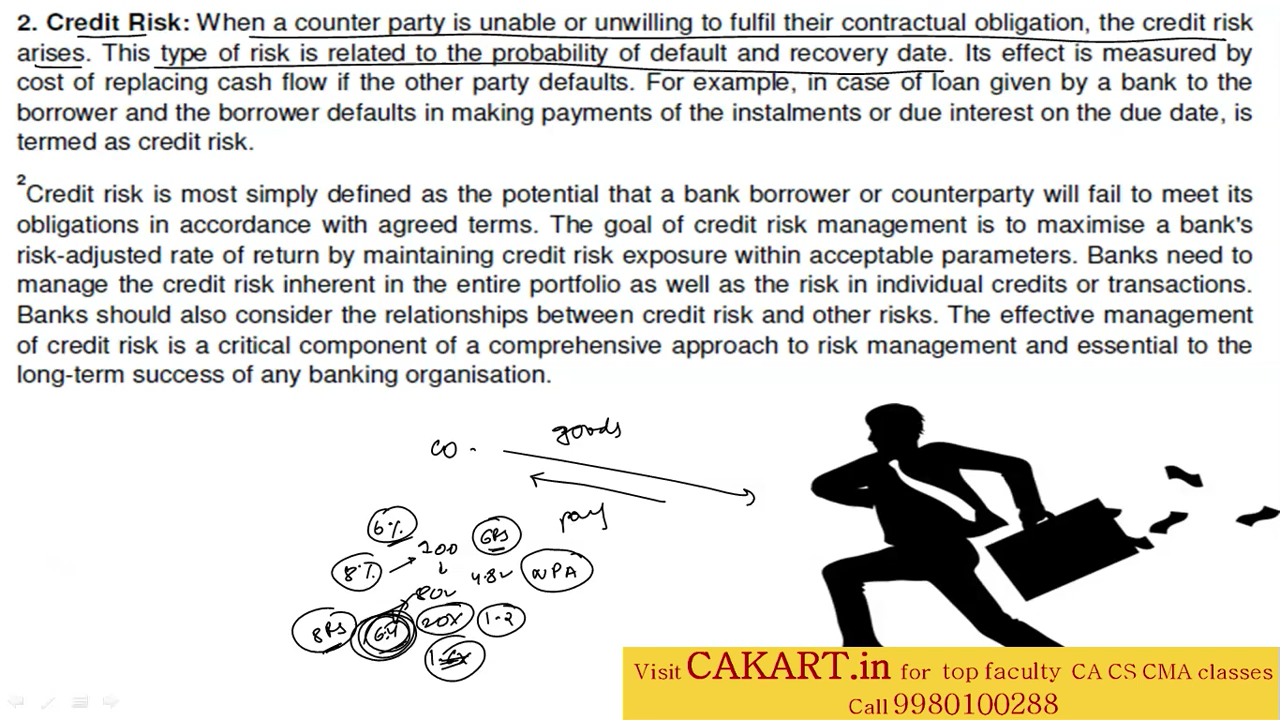 2. Credit Risk: When a counter party is unable or unwilling to fulfil their contractual obligation, the credit risk
arises. This type of risk is related to the probability of default and recovery date. Its effect is measured by
cost of replacing cash flow if the other party defaults. For example, in case of loan given by a bank to the
borrower and the borrower defaults in making payments of the instalments or due interest on the due date, is
termed as credit risk.
2Credit risk is most simply defined as the potential that a bank borrower or counterparty will fail to meet its
obligations in accordance with agreed terms. The goal of credit risk management is to maximise a bank's
risk-adjusted rate of return by maintaining credit risk exposure within acceptable parameters. Banks need to
manage the credit risk inherent in the entire portfolio as well as the risk in individual credits or transactions.
Banks should also consider the relationships between credit risk and other risks. The effective management
of credit risk is a critical component of a comprehensive approach to risk management and essential to the
long-term success of any banking organisation.
goods
CO -
pay
6%
6Rs
8%
NPA
8Rs
6.4
1-2
Visit CAKART.in for top faculty CA CS CMA classes
Call 9980100288